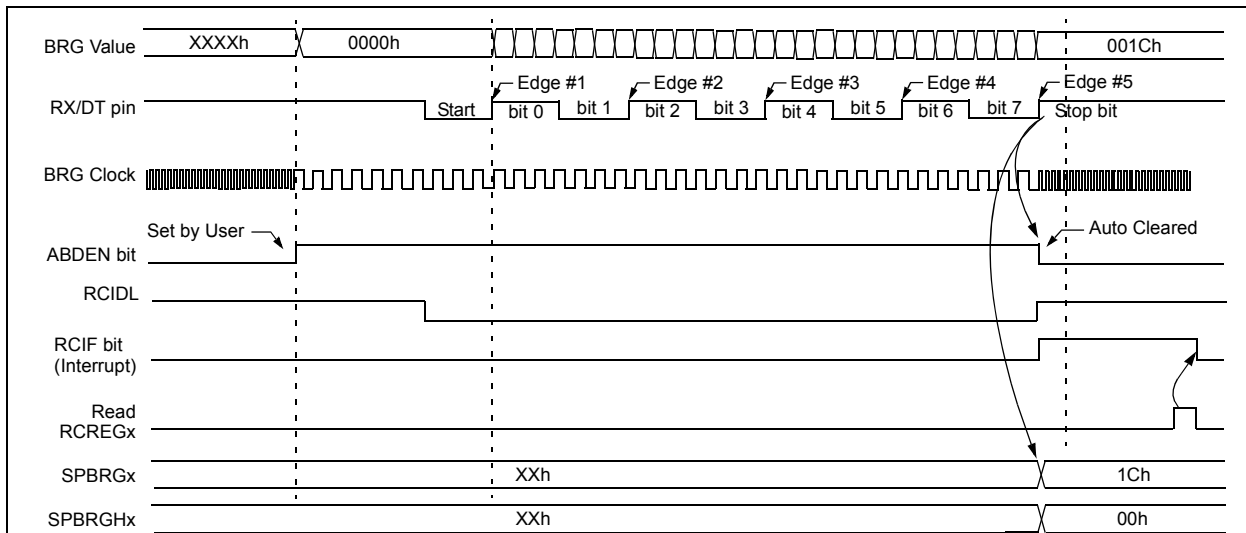 BRG Value XXXXh 0000h 001Ch
Edge #1 Edge #2 Edge #3 Edge #4 Edge #5
RX/DT pin Start bit 0 bit 1 bit 2 bit 3 bit 4 bit 5 bit 6 bit 7 Stop bit
BRG Clock
Set by User Auto Cleared
ABDEN bit
RCIDL
RCIF bit
(Interrupt)
Read
RCREGx
SPBRGx XXh 1Ch
SPBRGHx XXh 00h